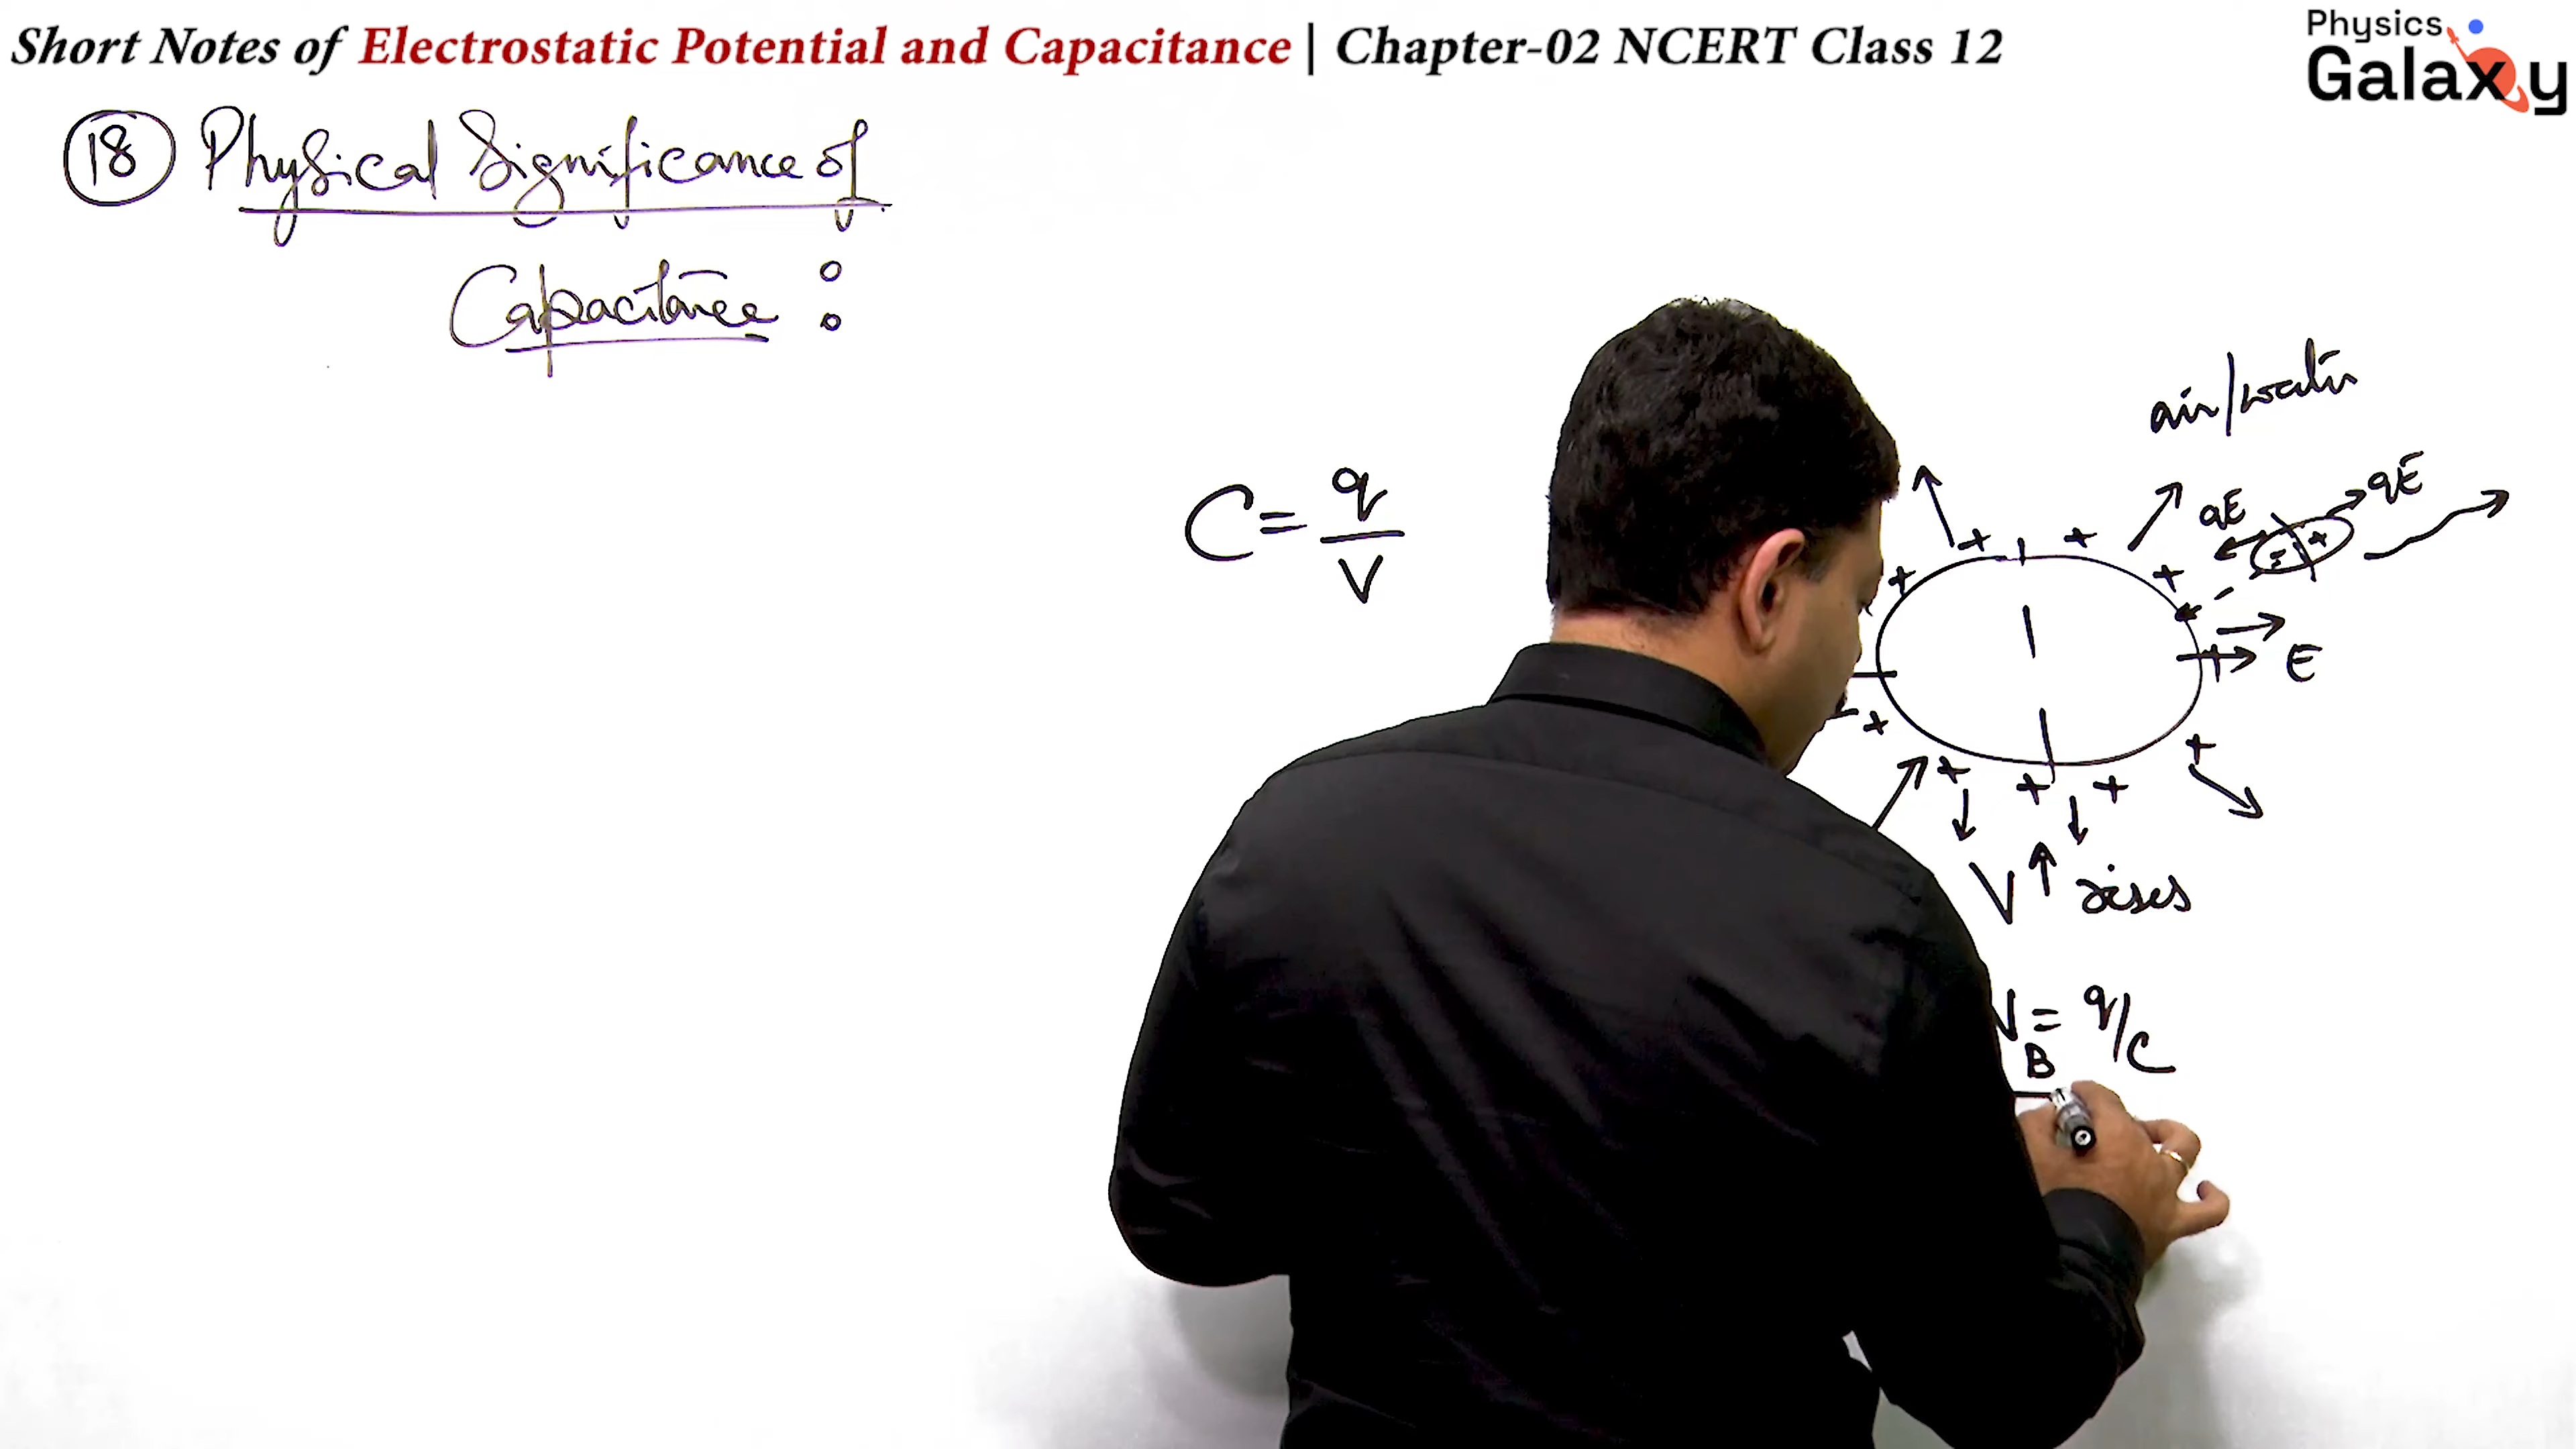 Short Notes of Electrostatic Potential and Capacitance | Chapter-02 NCERT Class 12
Physics Galaxy
18 Physical Significance of
Capacitance :
air/water
C = q/V
qE
qE
E
V ↑ rises
V_B = q/C